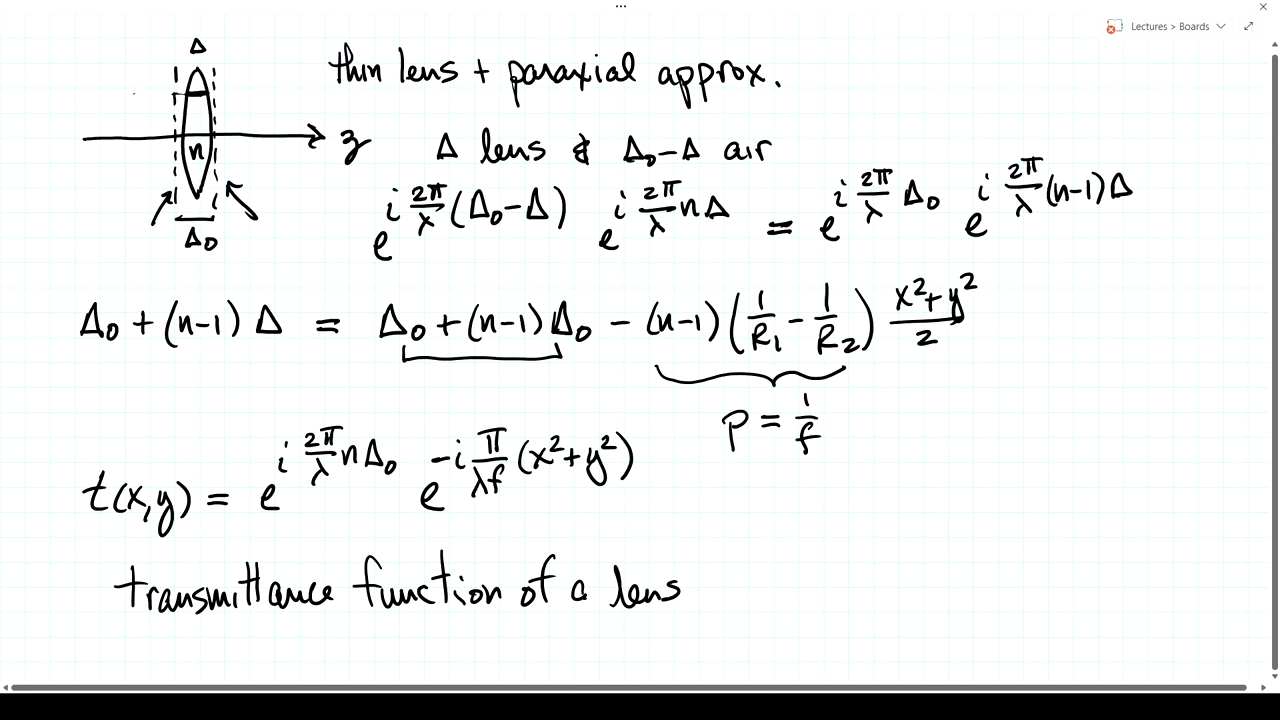 ...
Lectures > Boards
Δ
thin lens + paraxial approx.
n
z
Δ lens & Δ₀-Δ air
Δ₀
e^{i 2π/λ (Δ₀-Δ)} e^{i 2π/λ nΔ} = e^{i 2π/λ Δ₀} e^{i 2π/λ (n-1)Δ}
Δ₀ + (n-1) Δ = Δ₀ + (n-1) Δ₀ - (n-1) (1/R₁ - 1/R₂) (x²+y²)/2
P = 1/f
t(x,y) = e^{i 2π/λ nΔ₀} e^{-i π/λf (x²+y²)}
transmittance function of a lens